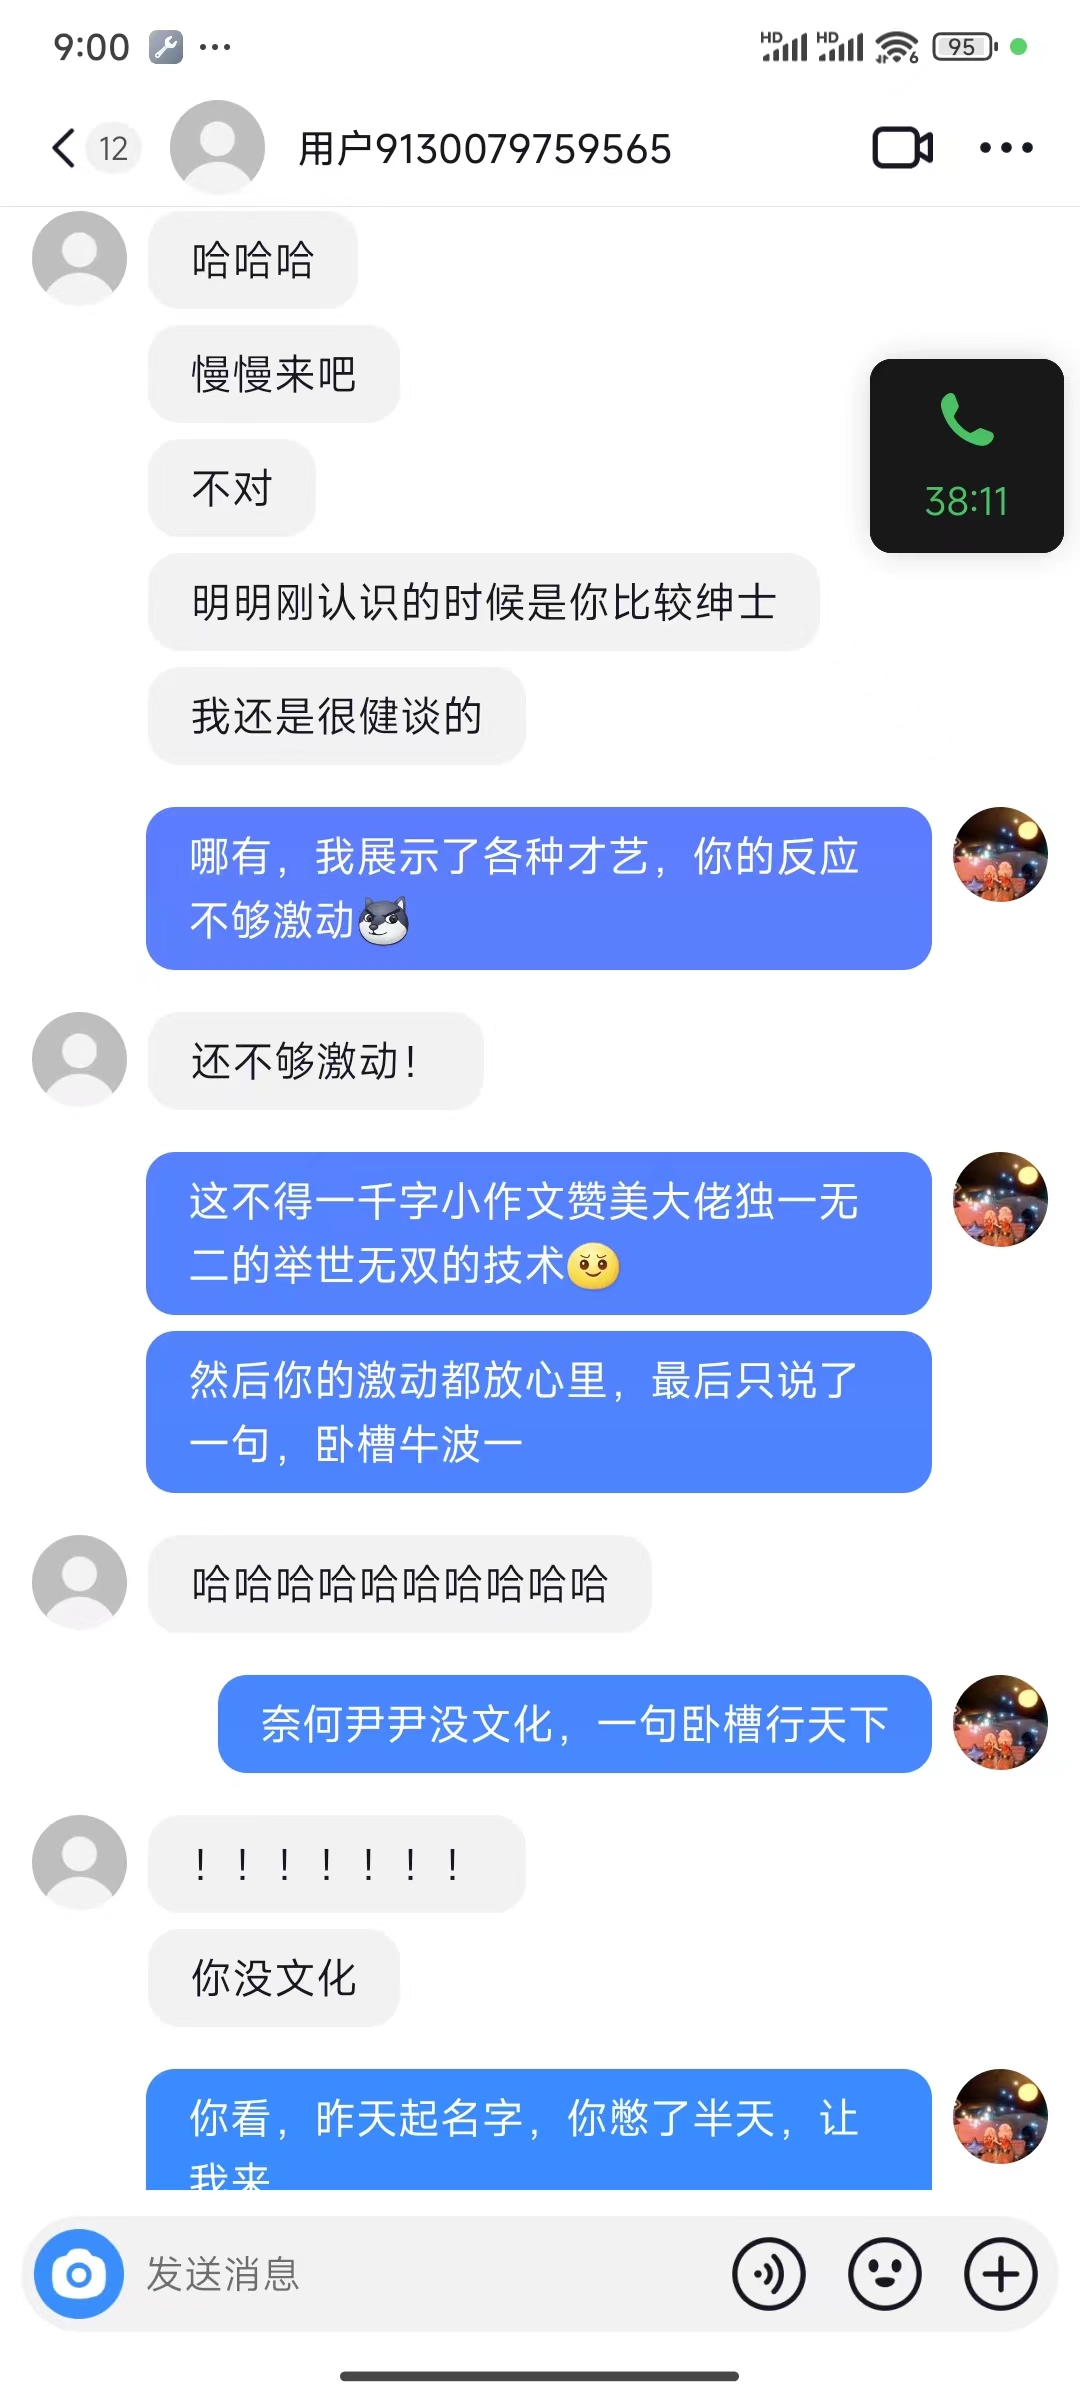 9:00
HD HD 6 95
12 用户9130079759565
哈哈哈
慢慢来吧
38:11
不对
明明刚认识的时候是你比较绅士
我还是很健谈的
哪有，我展示了各种才艺，你的反应
不够激动
还不够激动！
这不得一千字小作文赞美大佬独一无
二的举世无双的技术
然后你的激动都放心里，最后只说了
一句，卧槽牛波一
哈哈哈哈哈哈哈哈哈哈
奈何尹尹没文化，一句卧槽行天下
！！！！！！！
你没文化
你看，昨天起名字，你憋了半天，让
我来
发送消息